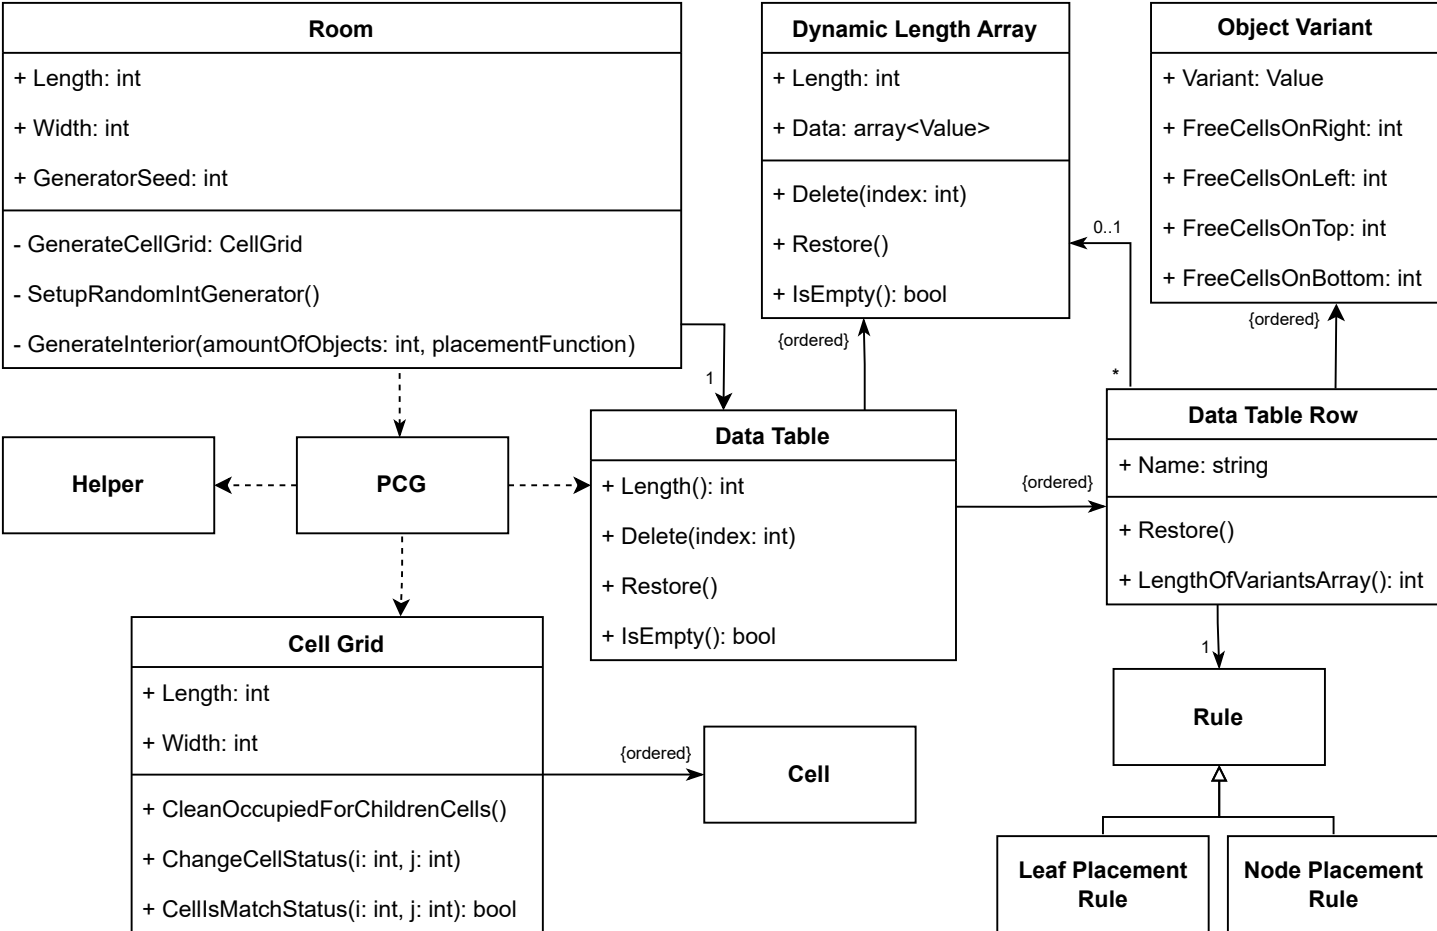 Room
+ Length: int
+ Width: int
+ GeneratorSeed: int
- GenerateCellGrid: CellGrid
- SetupRandomIntGenerator()
- GenerateInterior(amountOfObjects: int, placementFunction)
Dynamic Length Array
+ Length: int
+ Data: array<Value>
+ Delete(index: int)
+ Restore()
+ IsEmpty(): bool
Object Variant
+ Variant: Value
+ FreeCellsOnRight: int
+ FreeCellsOnLeft: int
+ FreeCellsOnTop: int
+ FreeCellsOnBottom: int
0..1
{ordered}
{ordered}
1
*
Helper
PCG
Data Table
+ Length(): int
+ Delete(index: int)
+ Restore()
+ IsEmpty(): bool
{ordered}
Data Table Row
+ Name: string
+ Restore()
+ LengthOfVariantsArray(): int
1
Cell Grid
+ Length: int
+ Width: int
+ CleanOccupiedForChildrenCells()
+ ChangeCellStatus(i: int, j: int)
+ CellIsMatchStatus(i: int, j: int): bool
{ordered}
Cell
Rule
Leaf Placement
Rule
Node Placement
Rule